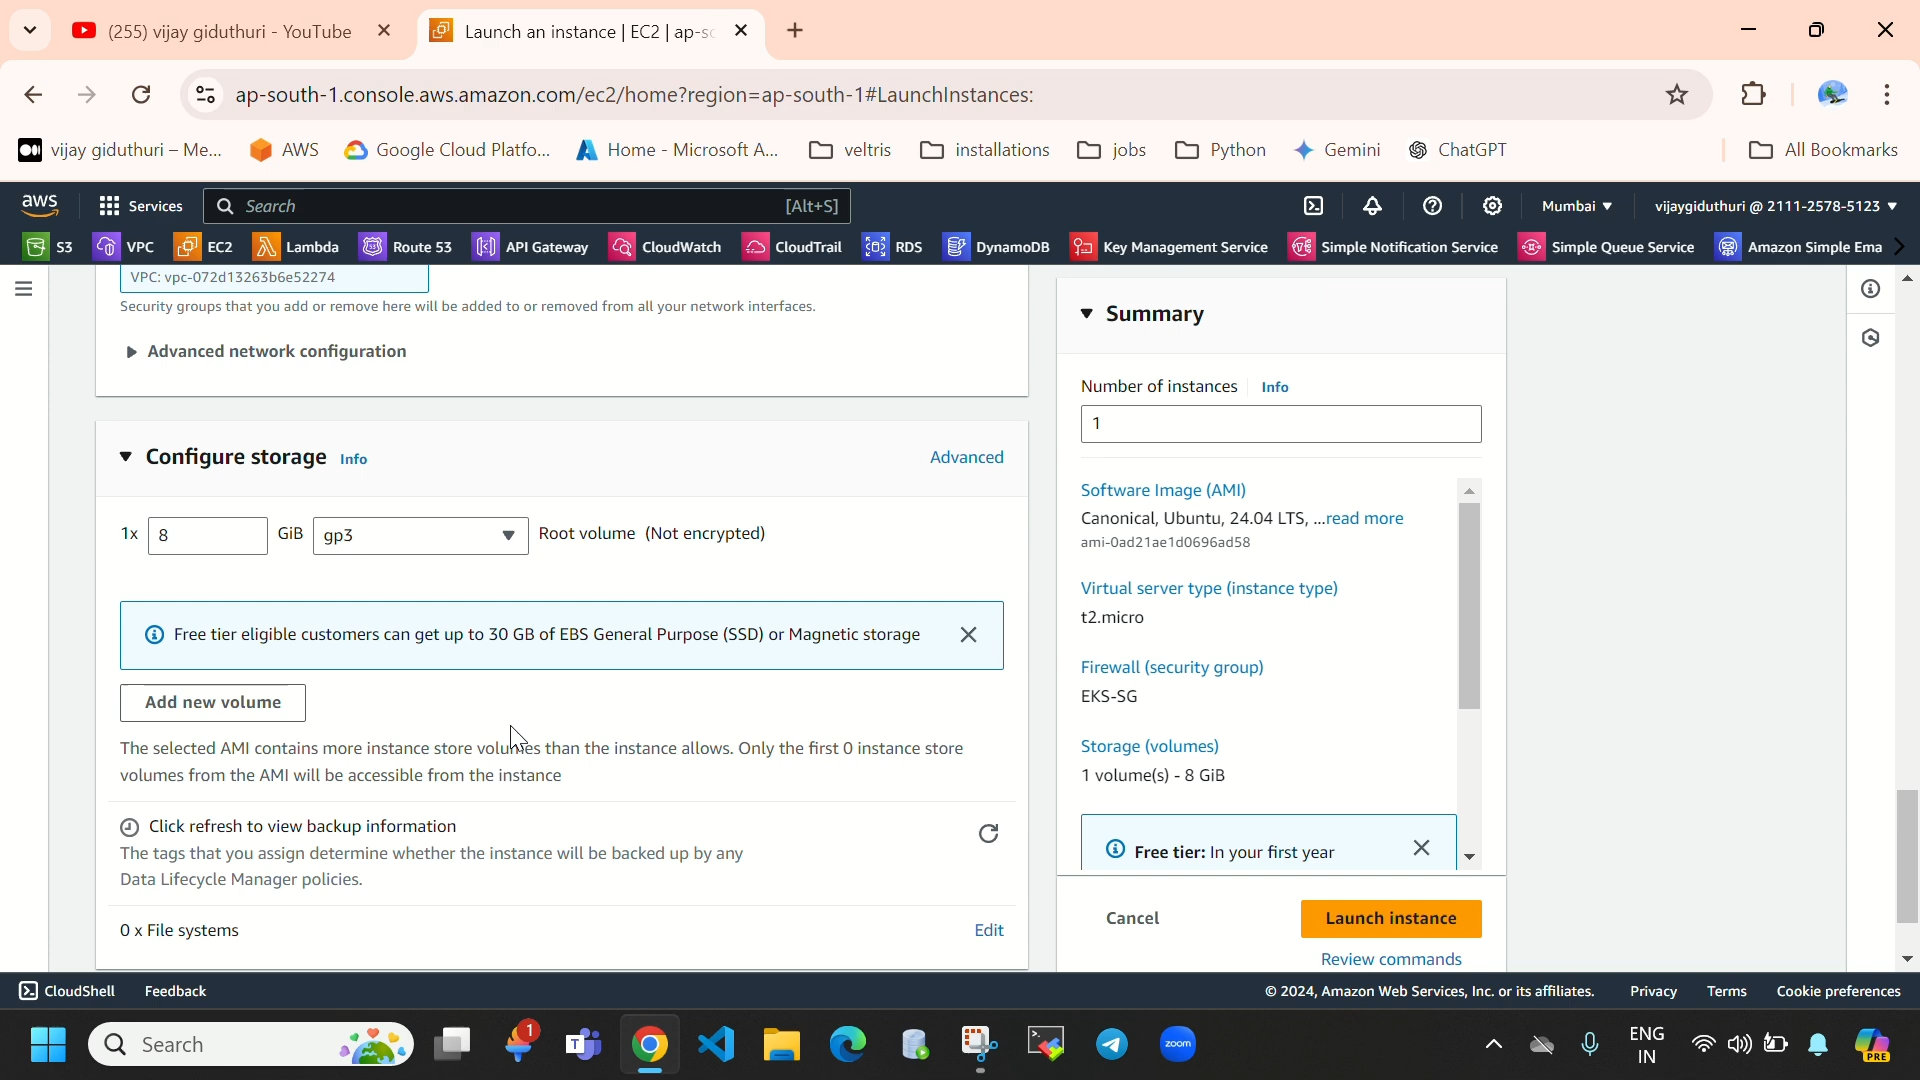 (255) vijay giduthuri - YouTube
Launch an instance | EC2 | ap-so
ap-south-1.console.aws.amazon.com/ec2/home?region=ap-south-1#LaunchInstances:
vijay giduthuri – Me...
AWS
Google Cloud Platfo...
Home - Microsoft A...
veltris
installations
jobs
Python
Gemini
ChatGPT
All Bookmarks
aws
Services
Search
[Alt+S]
Mumbai
vijaygiduthuri @ 2111-2578-5123
S3
VPC
EC2
Lambda
Route 53
API Gateway
CloudWatch
CloudTrail
RDS
DynamoDB
Key Management Service
Simple Notification Service
Simple Queue Service
Amazon Simple Ema
VPC: vpc-072d13263b6e52274
Security groups that you add or remove here will be added to or removed from all your network interfaces.
Advanced network configuration
Configure storage Info
Advanced
1x 8 GiB gp3 Root volume (Not encrypted)
Free tier eligible customers can get up to 30 GB of EBS General Purpose (SSD) or Magnetic storage
Add new volume
The selected AMI contains more instance store volumes than the instance allows. Only the first 0 instance store
volumes from the AMI will be accessible from the instance
Click refresh to view backup information
The tags that you assign determine whether the instance will be backed up by any
Data Lifecycle Manager policies.
0 x File systems
Edit
Summary
Number of instances Info
1
Software Image (AMI)
Canonical, Ubuntu, 24.04 LTS, ...read more
ami-0ad21ae1d0696ad58
Virtual server type (instance type)
t2.micro
Firewall (security group)
EKS-SG
Storage (volumes)
1 volume(s) - 8 GiB
Free tier: In your first year
Cancel
Launch instance
Review commands
CloudShell
Feedback
© 2024, Amazon Web Services, Inc. or its affiliates.
Privacy
Terms
Cookie preferences
Search
1
zoom
ENG
IN
PRE